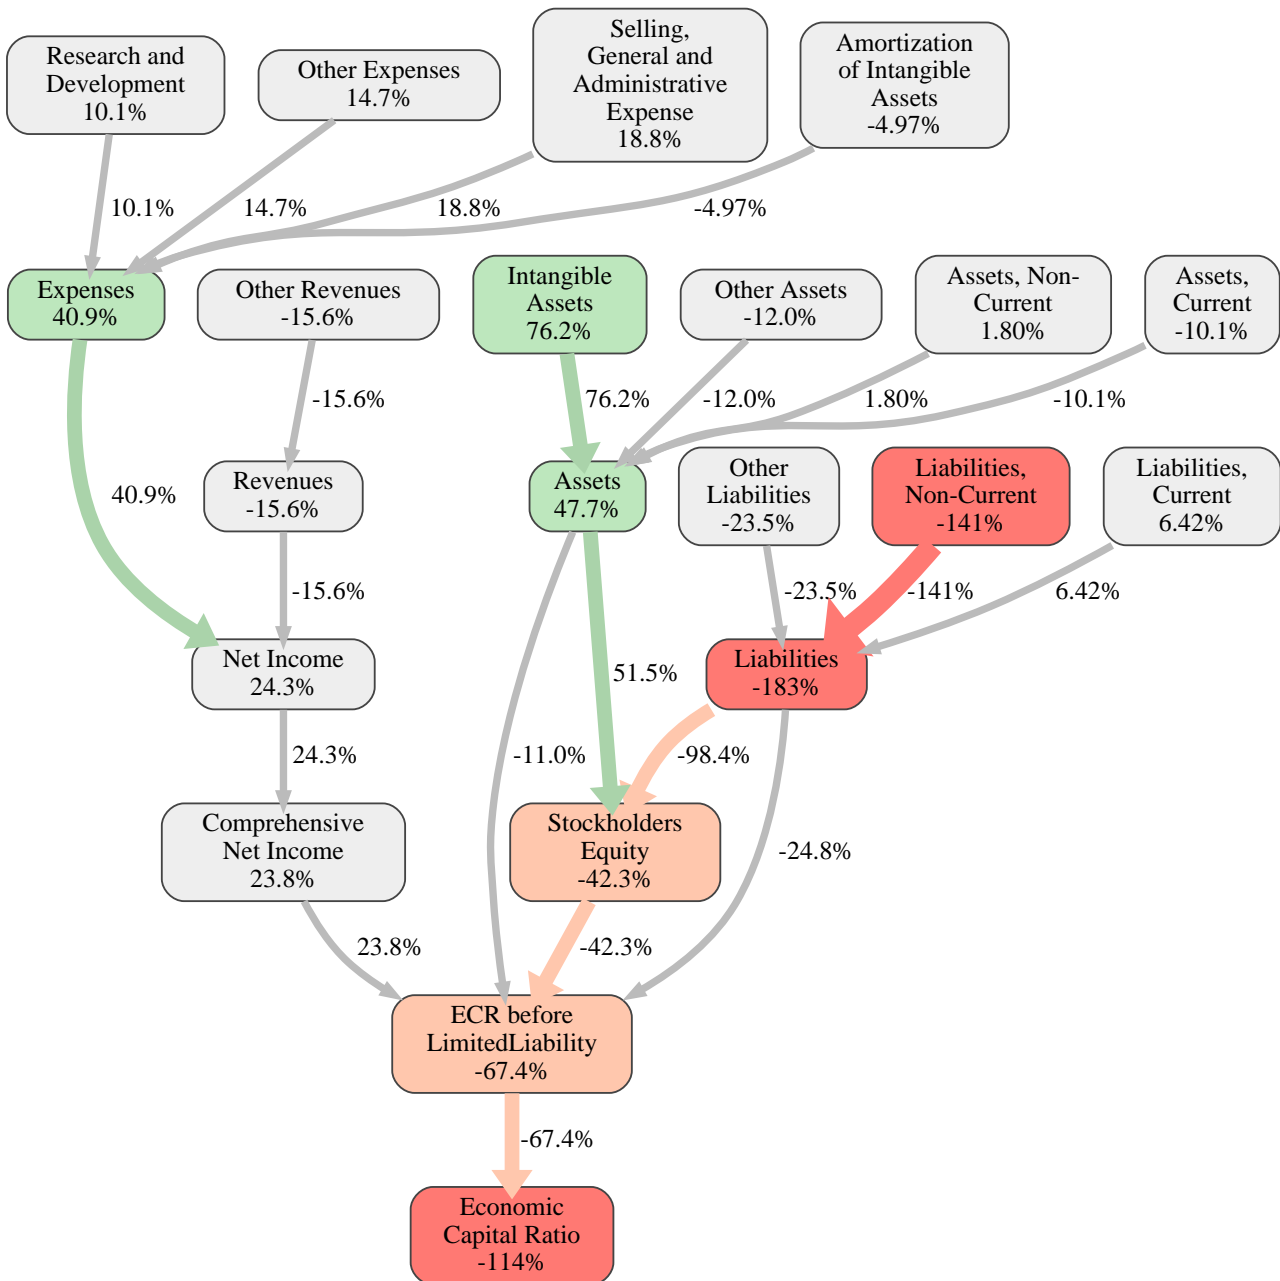 Research and
Development
10.1%
Other Expenses
14.7%
Selling,
General and
Administrative
Expense
18.8%
Amortization
of Intangible
Assets
-4.97%
10.1%
14.7%
18.8%
-4.97%
Expenses
40.9%
Other Revenues
-15.6%
Intangible
Assets
76.2%
Other Assets
-12.0%
Assets, Non-
Current
1.80%
Assets,
Current
-10.1%
-15.6%
76.2%
-12.0%
1.80%
-10.1%
40.9%
Revenues
-15.6%
Assets
47.7%
Other
Liabilities
-23.5%
Liabilities,
Non-Current
-141%
Liabilities,
Current
6.42%
-15.6%
-23.5%
-141%
6.42%
Net Income
24.3%
51.5%
Liabilities
-183%
24.3%
-11.0%
-98.4%
Comprehensive
Net Income
23.8%
Stockholders
Equity
-42.3%
-24.8%
23.8%
-42.3%
ECR before
LimitedLiability
-67.4%
-67.4%
Economic
Capital Ratio
-114%